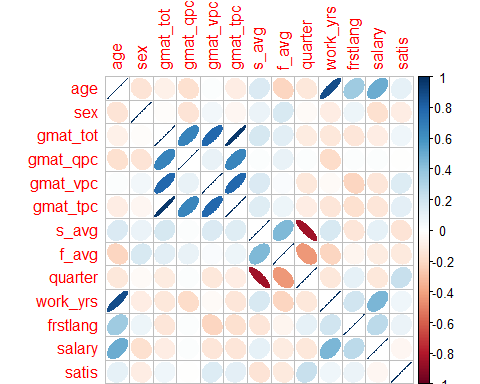 age
sex
gmat_tot
gmat_qpc
gmat_vpc
gmat_tpc
s_avg
f_avg
quarter
work_yrs
frstlang
salary
satis
age
sex
gmat_tot
gmat_qpc
gmat_vpc
gmat_tpc
s_avg
f_avg
quarter
work_yrs
frstlang
salary
satis
1
0.8
0.6
0.4
0.2
0
-0.2
-0.4
-0.6
-0.8